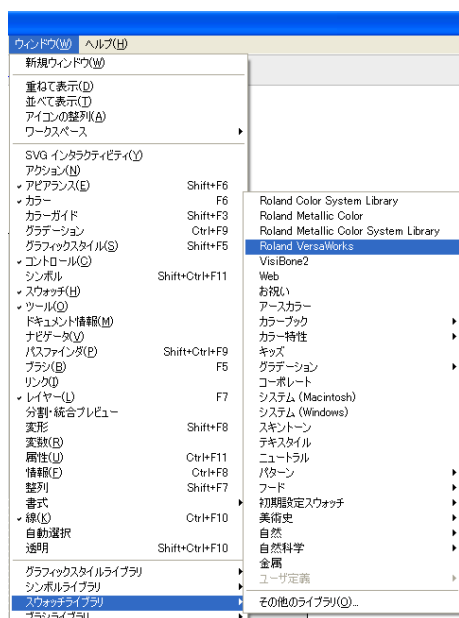 ウィンドウ(W) ヘルプ(H)
新規ウィンドウ(W)
重ねて表示(D)
並べて表示(T)
アイコンの整列(A)
ワークスペース
SVG インタラクティビティ(Y)
アクション(N)
アピアランス(E) Shift+F6
カラー F6
カラーガイド Shift+F3
グラデーション Ctrl+F9
グラフィックスタイル(S) Shift+F5
コントロール(C)
シンボル Shift+Ctrl+F11
スウォッチ(H)
ツール(O)
ドキュメント情報(M)
ナビゲータ(V)
パスファインダ(P) Shift+Ctrl+F9
ブラシ(B) F5
リンク(I)
レイヤー(L) F7
分割・統合プレビュー
変形 Shift+F8
変数(R)
属性(U) Ctrl+F11
情報(F) Ctrl+F8
整列 Shift+F7
書式
線(K) Ctrl+F10
自動選択
透明 Shift+Ctrl+F10
グラフィックスタイルライブラリ
シンボルライブラリ
スウォッチライブラリ
ブラシライブラリ
Roland Color System Library
Roland Metallic Color
Roland Metallic Color System Library
Roland VersaWorks
VisiBone2
Web
お祝い
アースカラー
カラーブック
カラー特性
キッズ
グラデーション
コーポレート
システム (Macintosh)
システム (Windows)
スキントーン
テキスタイル
ニュートラル
パターン
フード
初期設定スウォッチ
美術史
自然
自然科学
金属
ユーザ定義
その他のライブラリ(O)...